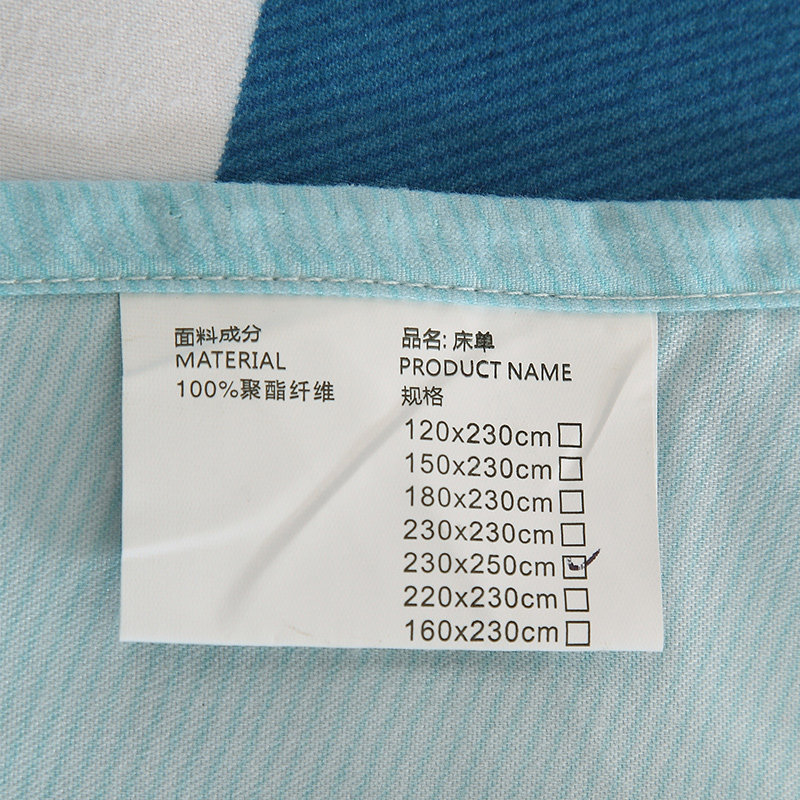 面料成分
MATERIAL
100%聚酯纤维
品名: 床单
PRODUCT NAME
规格
120x230cm☐
150x230cm☐
180x230cm☐
230x230cm☐
230x250cm☑
220x230cm☐
160x230cm☐